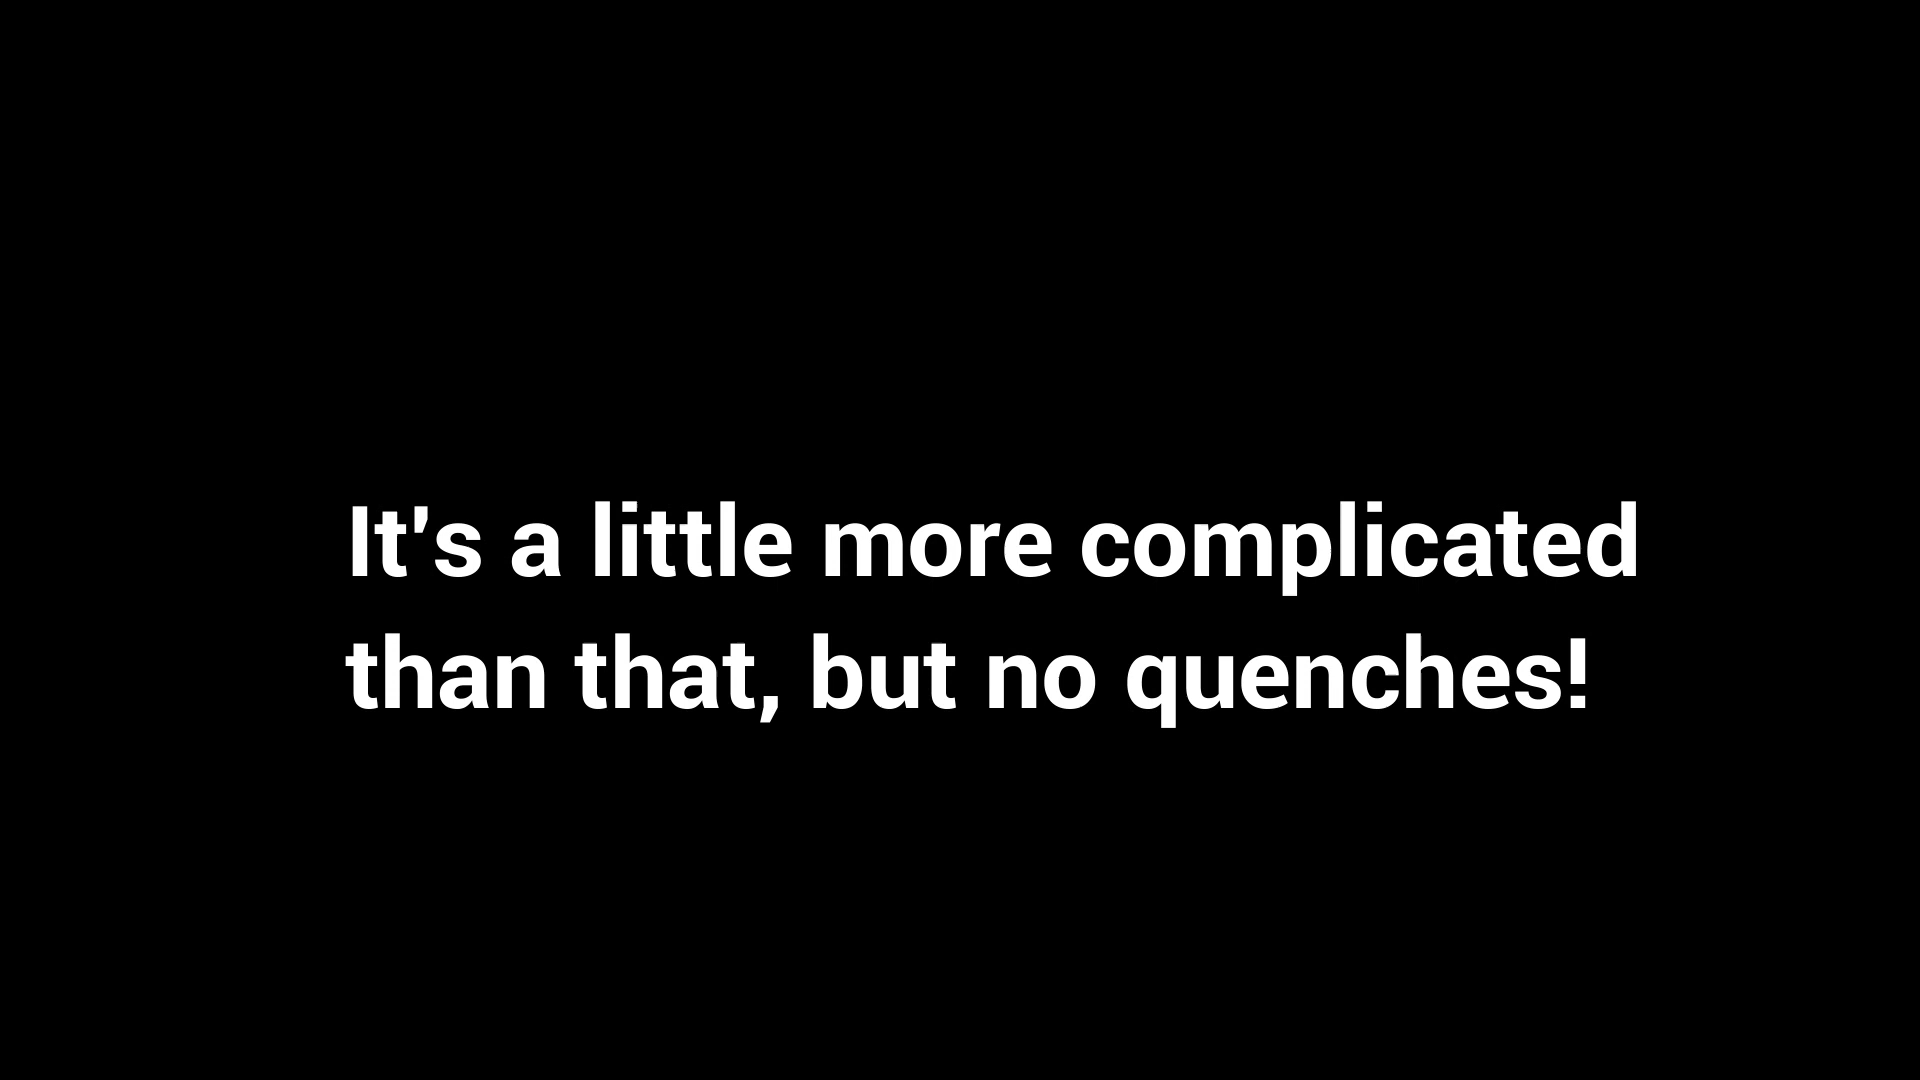 It's a little more complicated
than that, but no quenches!